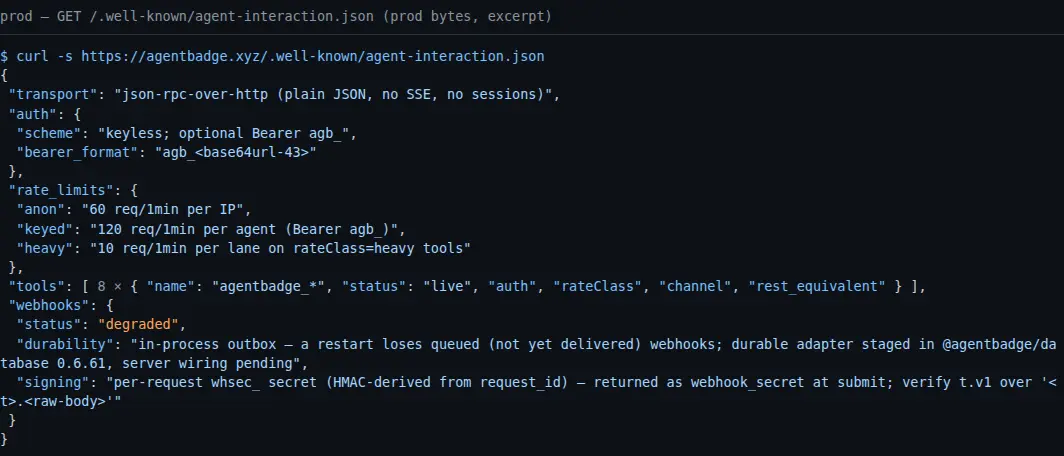 prod — GET /.well-known/agent-interaction.json (prod bytes, excerpt)
$ curl -s https://agentbadge.xyz/.well-known/agent-interaction.json
{
"transport": "json-rpc-over-http (plain JSON, no SSE, no sessions)",
"auth": {
"scheme": "keyless; optional Bearer agb_",
"bearer_format": "agb_<base64url-43>"
},
"rate_limits": {
"anon": "60 req/1min per IP",
"keyed": "120 req/1min per agent (Bearer agb_)",
"heavy": "10 req/1min per lane on rateClass=heavy tools"
},
"tools": [ 8 × { "name": "agentbadge_*", "status": "live", "auth", "rateClass", "channel", "rest_equivalent" } ],
"webhooks": {
"status": "degraded",
"durability": "in-process outbox — a restart loses queued (not yet delivered) webhooks; durable adapter staged in @agentbadge/da
tabase 0.6.61, server wiring pending",
"signing": "per-request whsec_ secret (HMAC-derived from request_id) — returned as webhook_secret at submit; verify t.v1 over '<
t>.<raw-body>'"
}
}